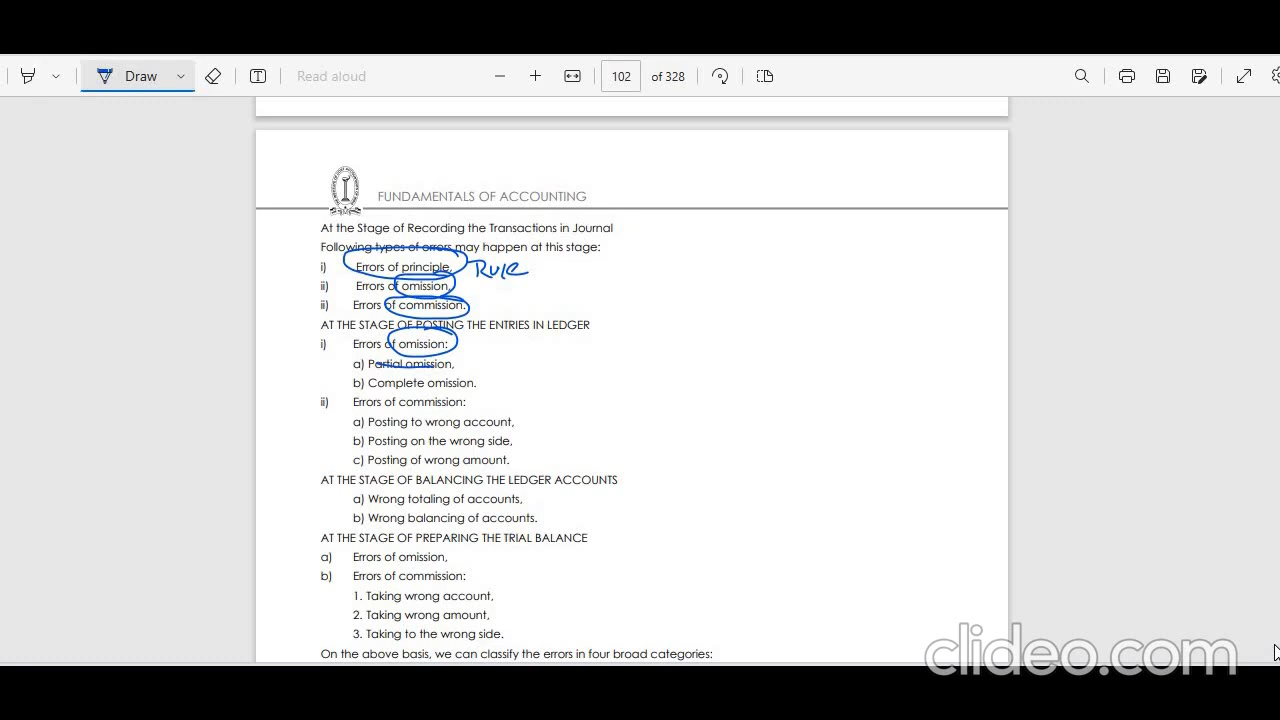 Draw
Read aloud
102 of 328
FUNDAMENTALS OF ACCOUNTING
At the Stage of Recording the Transactions in Journal
Following types of errors may happen at this stage:
i) Errors of principle, Rule
ii) Errors of omission,
ii) Errors of commission.
AT THE STAGE OF POSTING THE ENTRIES IN LEDGER
i) Errors of omission:
a) Partial omission,
b) Complete omission.
ii) Errors of commission:
a) Posting to wrong account,
b) Posting on the wrong side,
c) Posting of wrong amount.
AT THE STAGE OF BALANCING THE LEDGER ACCOUNTS
a) Wrong totaling of accounts,
b) Wrong balancing of accounts.
AT THE STAGE OF PREPARING THE TRIAL BALANCE
a) Errors of omission,
b) Errors of commission:
1. Taking wrong account,
2. Taking wrong amount,
3. Taking to the wrong side.
On the above basis, we can classify the errors in four broad categories:
clideo.com